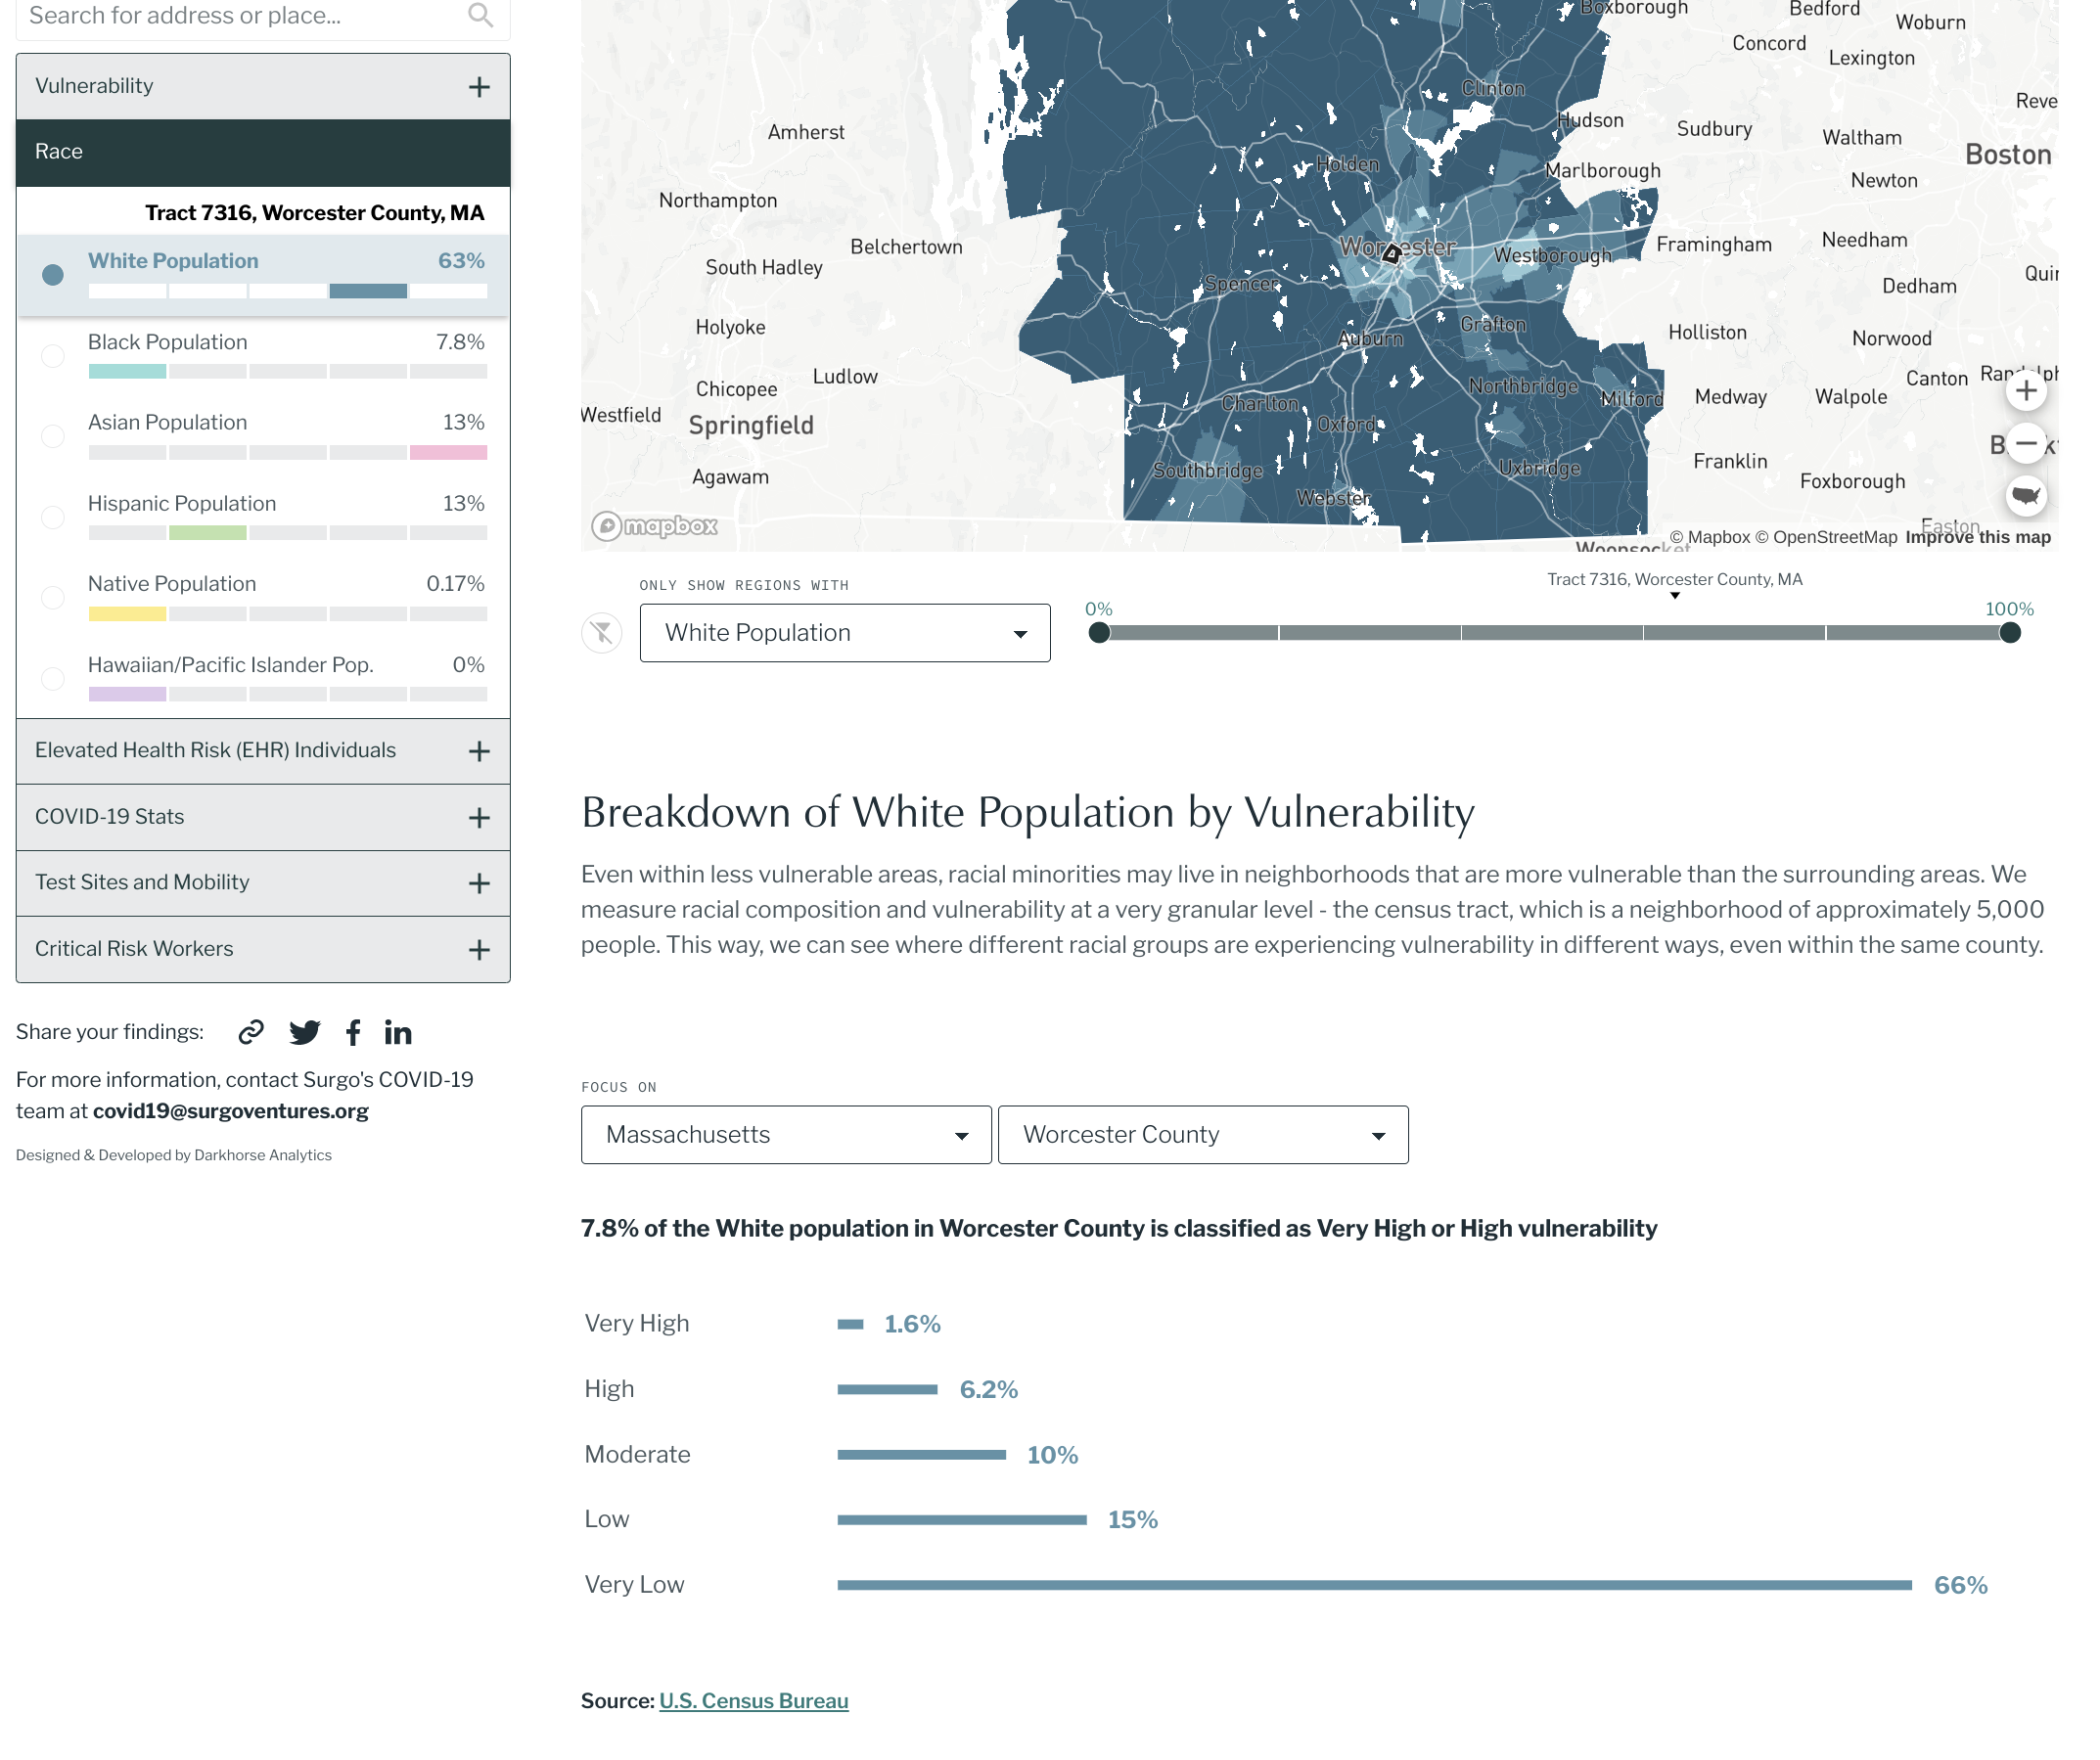 Search for address or place...
Vulnerability
Race
Tract 7316, Worcester County, MA
White Population 63%
Black Population 7.8%
Asian Population 13%
Hispanic Population 13%
Native Population 0.17%
Hawaiian/Pacific Islander Pop. 0%
Elevated Health Risk (EHR) Individuals
COVID-19 Stats
Test Sites and Mobility
Critical Risk Workers
Share your findings:
For more information, contact Surgo's COVID-19
team at covid19@surgoventures.org
Designed & Developed by Darkhorse Analytics
Boxborough
Bedford
Woburn
Concord
Lexington
Clinton
Reve
Hudson
Sudbury
Waltham
Amherst
Boston
Holden
Marlborough
Newton
Northampton
Belchertown
Worcester
Westborough
Framingham
Needham
South Hadley
Quin
Spencer
Dedham
Holyoke
Grafton
Holliston
Norwood
Auburn
Ludlow
Canton
Chicopee
Northbridge
Milford
Medway
Walpole
Westfield
Charlton
Springfield
Oxford
Franklin
Southbridge
Uxbridge
Agawam
Foxborough
Webster
mapbox
Easton
© Mapbox © OpenStreetMap Improve this map
Woonsocket
ONLY SHOW REGIONS WITH
White Population
Tract 7316, Worcester County, MA
0% 100%
Breakdown of White Population by Vulnerability
Even within less vulnerable areas, racial minorities may live in neighborhoods that are more vulnerable than the surrounding areas. We
measure racial composition and vulnerability at a very granular level - the census tract, which is a neighborhood of approximately 5,000
people. This way, we can see where different racial groups are experiencing vulnerability in different ways, even within the same county.
FOCUS ON
Massachusetts
Worcester County
7.8% of the White population in Worcester County is classified as Very High or High vulnerability
Very High 1.6%
High 6.2%
Moderate 10%
Low 15%
Very Low 66%
Source: U.S. Census Bureau